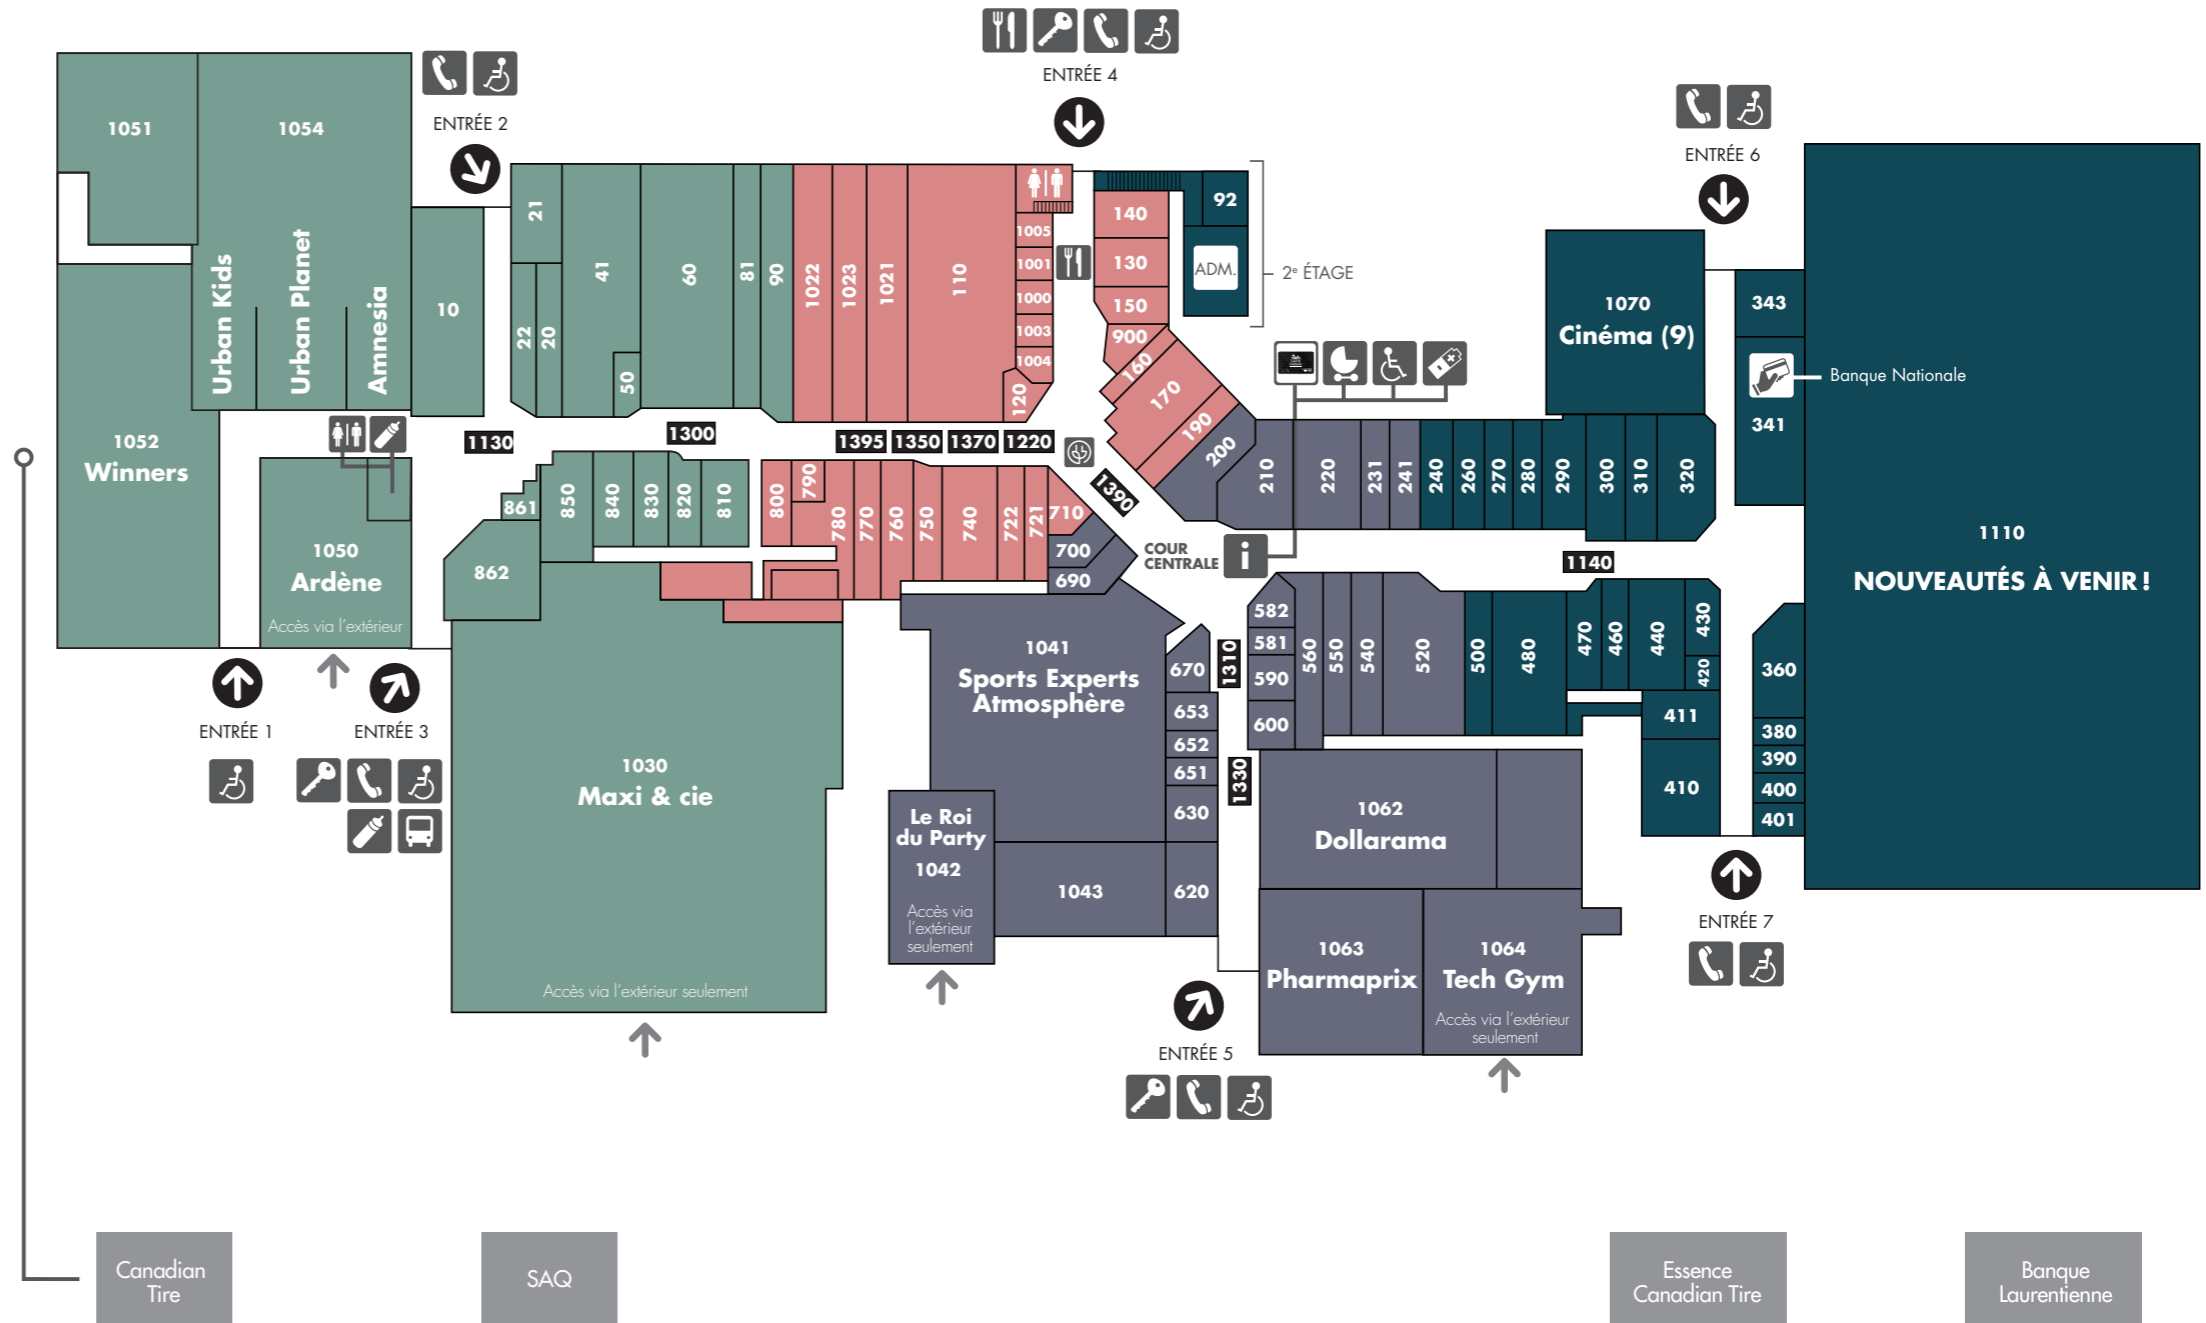 ENTRÉE 4
ENTRÉE 2
ENTRÉE 6
1051
1054
Urban Kids
Urban Planet
Amnesia
10
21
22
20
41
50
60
81
90
1022
1023
1021
110
1005
1001
1000
1003
1004
120
140
130
150
900
160
170
190
200
92
ADM.
2e ÉTAGE
1070
Cinéma (9)
343
341
Banque Nationale
1052
Winners
1130
1300
1395
1350
1370
1220
1390
210
220
231
241
240
260
270
280
290
300
310
320
1050
Ardène
Accès via l'extérieur
861
862
850
840
830
820
810
800
790
780
770
760
750
740
722
721
710
700
690
COUR
CENTRALE
i
1140
1110
NOUVEAUTÉS À VENIR !
ENTRÉE 1
ENTRÉE 3
1030
Maxi & cie
Accès via l'extérieur seulement
1041
Sports Experts
Atmosphère
670
653
652
651
630
620
1310
1330
582
581
590
600
560
550
540
520
500
480
470
460
440
430
420
411
410
360
380
390
400
401
Le Roi
du Party
1042
Accès via
l'extérieur
seulement
1043
1062
Dollarama
1063
Pharmaprix
1064
Tech Gym
Accès via l'extérieur
seulement
ENTRÉE 7
ENTRÉE 5
Canadian
Tire
SAQ
Essence
Canadian Tire
Banque
Laurentienne